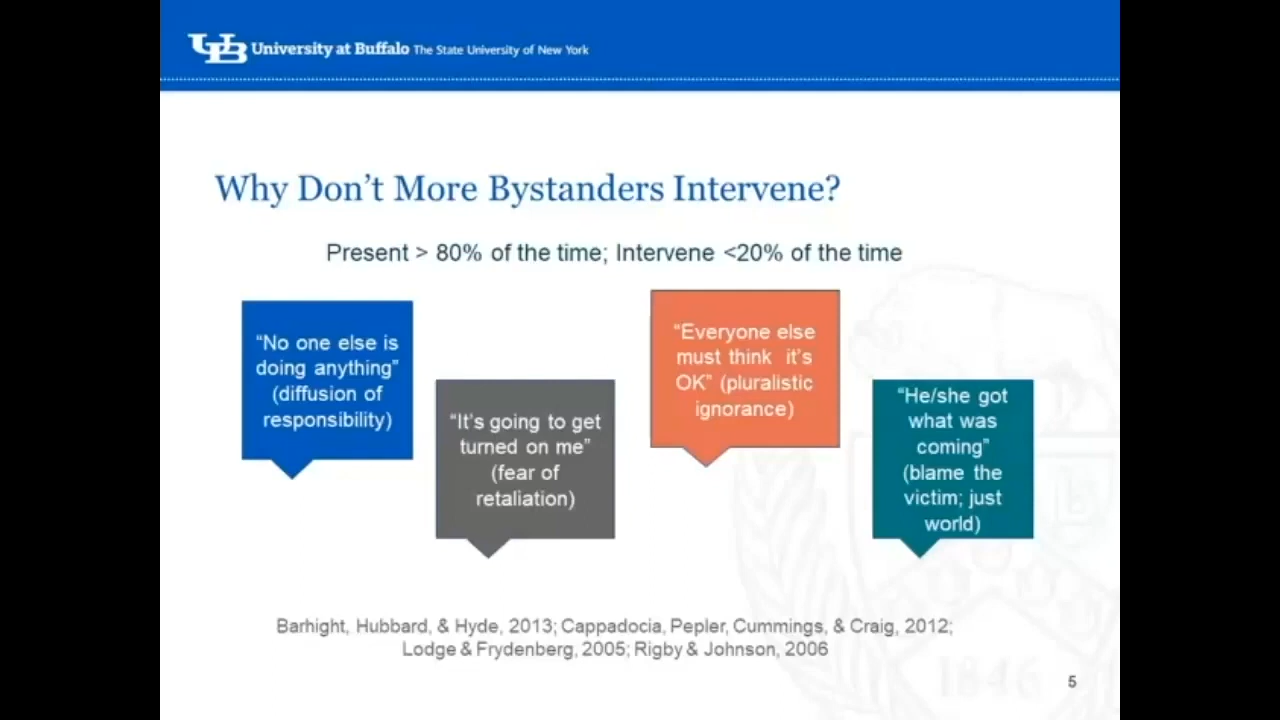 University at Buffalo The State University of New York
Why Don’t More Bystanders Intervene?
Present > 80% of the time; Intervene <20% of the time
“No one else is
doing anything”
(diffusion of
responsibility)
“It’s going to get
turned on me”
(fear of
retaliation)
“Everyone else
must think it’s
OK” (pluralistic
ignorance)
“He/she got
what was
coming”
(blame the
victim; just
world)
Barhight, Hubbard, & Hyde, 2013; Cappadocia, Pepler, Cummings, & Craig, 2012;
Lodge & Frydenberg, 2005; Rigby & Johnson, 2006
1846
5